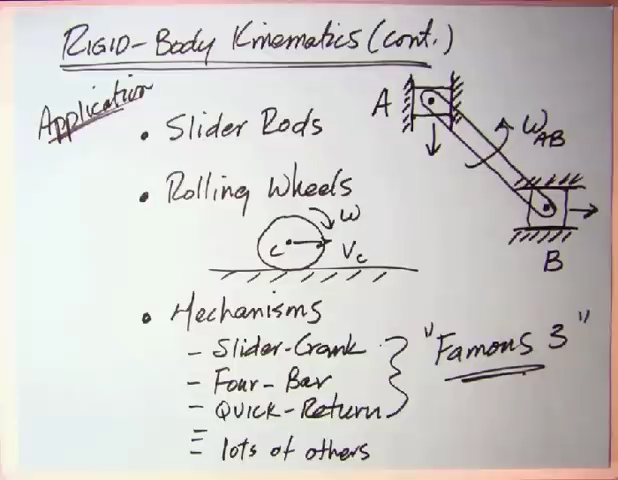 Rigid-Body Kinematics (cont.)
Application
• Slider Rods
A
ω_AB
B
• Rolling Wheels
ω
C
V_c
• Mechanisms
- Slider-Crank
- Four-Bar
- Quick-Return
"Famous 3"
- lots of others